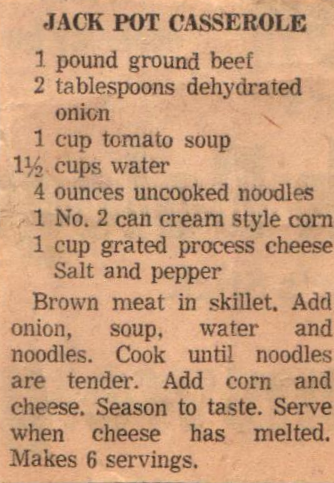 JACK POT CASSEROLE
1 pound ground beef
2 tablespoons dehydrated
onion
1 cup tomato soup
1½ cups water
4 ounces uncooked noodles
1 No. 2 can cream style corn
1 cup grated process cheese
Salt and pepper
Brown meat in skillet. Add
onion, soup, water and
noodles. Cook until noodles
are tender. Add corn and
cheese. Season to taste. Serve
when cheese has melted.
Makes 6 servings.